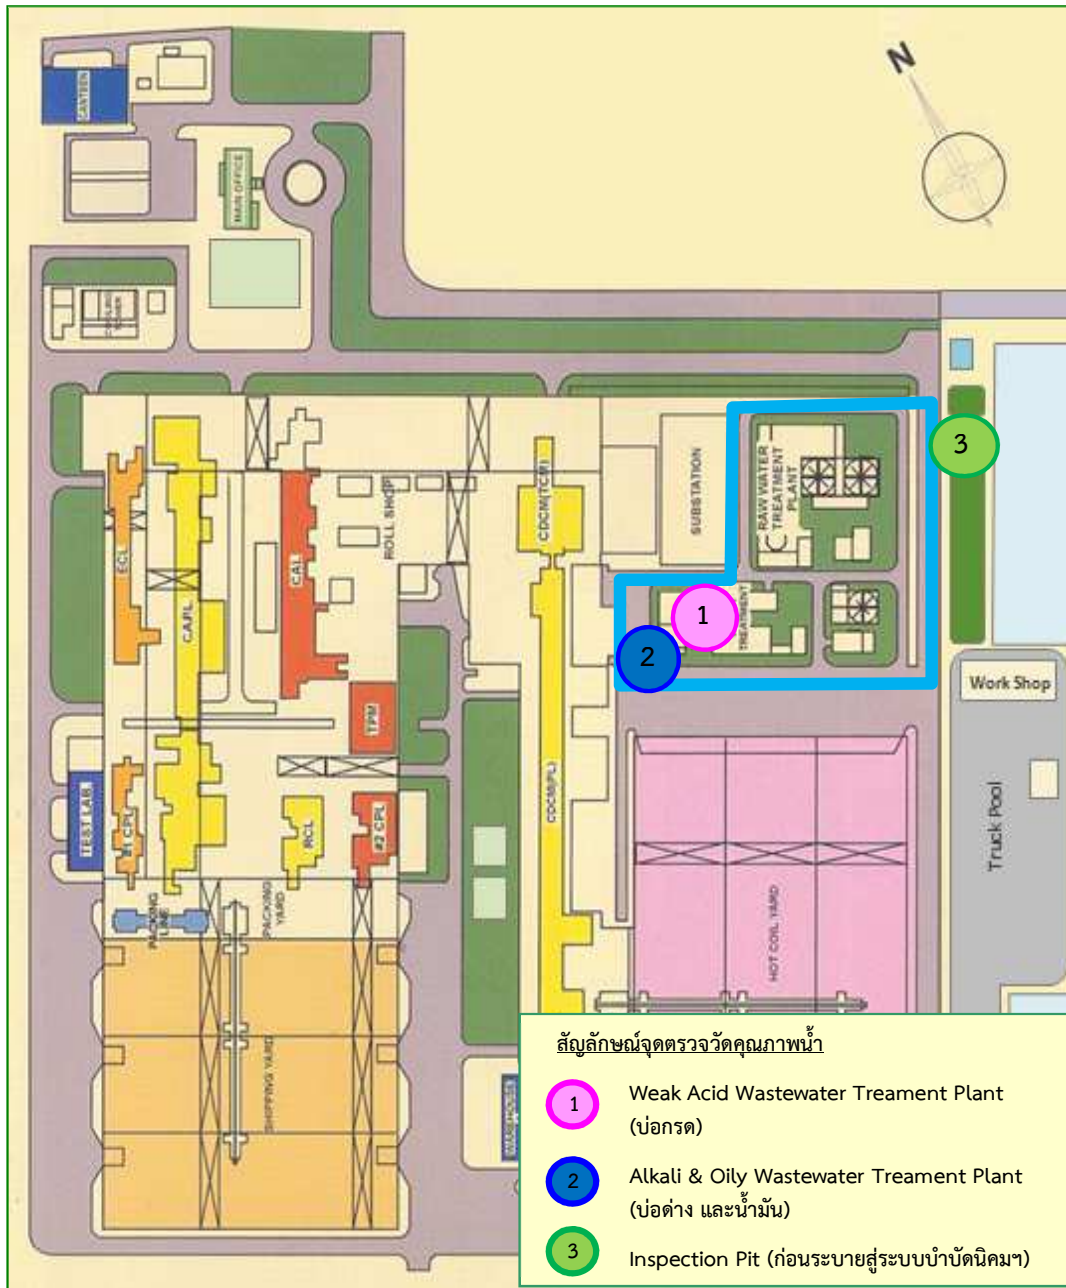 N
CANTEEN
MAIN OFFICE
COOLING
TOWER
3
SUBSTATION
RAW WATER
TREATMENT
PLANT
ECL
CAPL
CAL
ROLL SHOP
CDCM(TCM)
1
TREATMENT
2
Work Shop
TPM
TEST LAB.
#1 CPL
RCL
#2 CPL
CDCM(PL)
Truck Pool
PACKING
LINE
PACKING
YARD
HOT COIL YARD
SHIPPING YARD
WAREHOUSE
สัญลักษณ์จุดตรวจวัดคุณภาพน้ำ
1 Weak Acid Wastewater Treament Plant
(บ่อกรด)
2 Alkali & Oily Wastewater Treament Plant
(บ่อด่าง และน้ำมัน)
3 Inspection Pit (ก่อนระบายสู่ระบบบำบัดนิคมฯ)